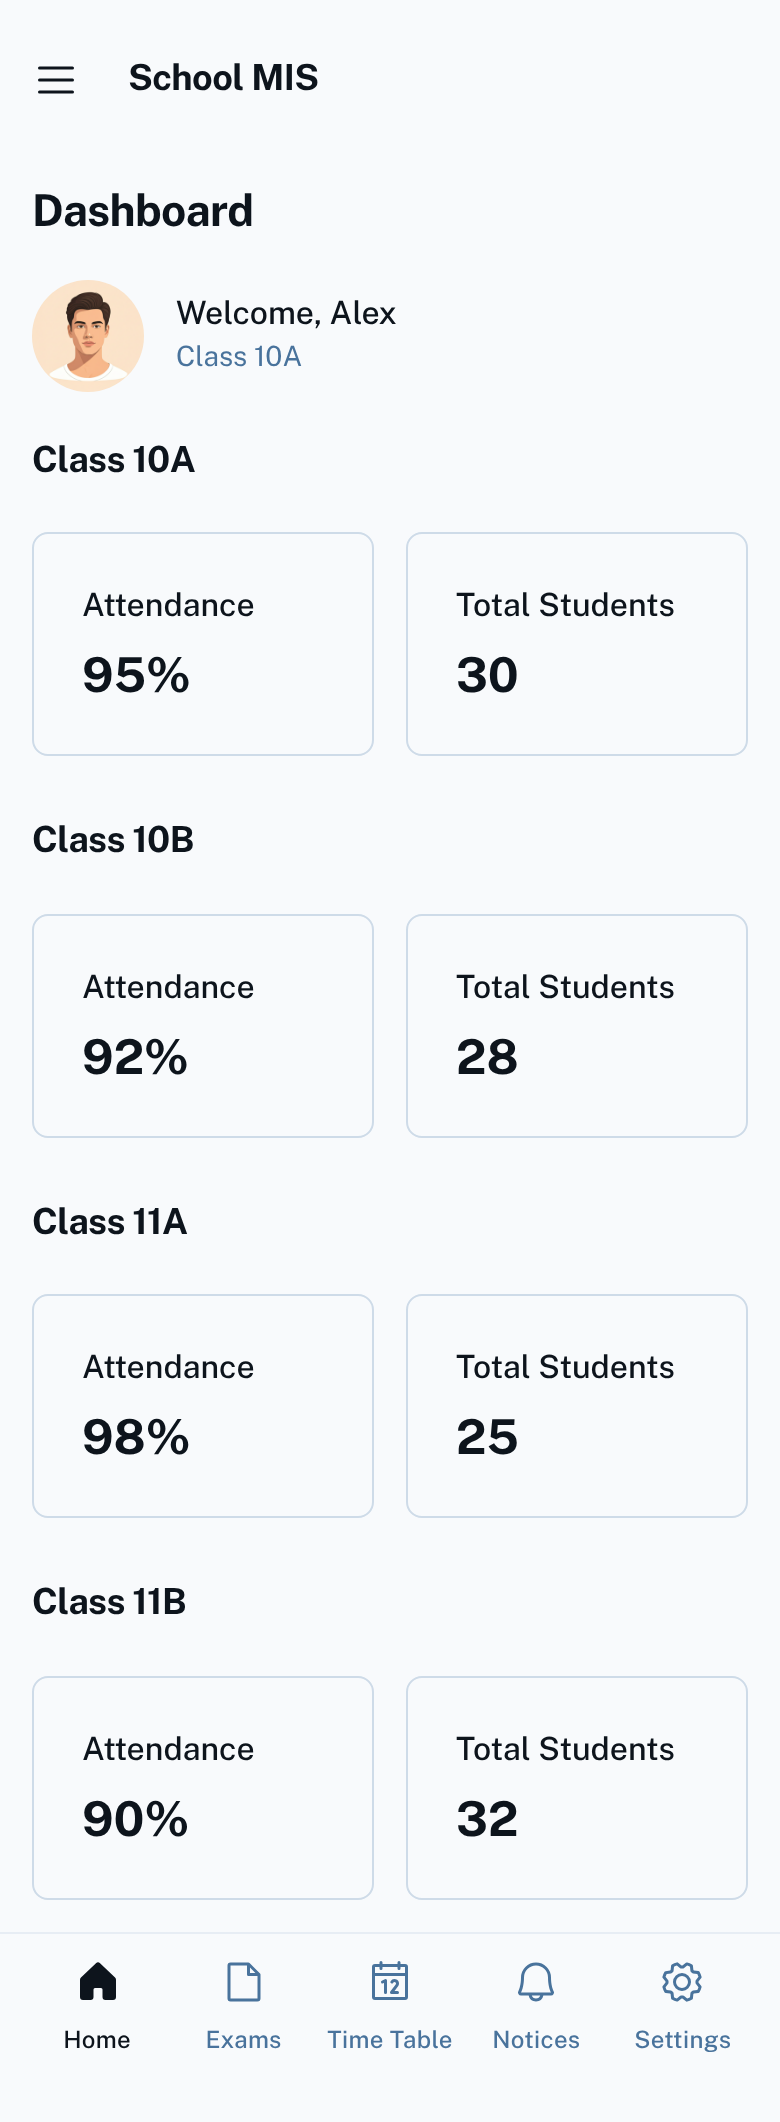 School MIS
Dashboard
Welcome, Alex
Class 10A
Class 10A
Attendance
95%
Total Students
30
Class 10B
Attendance
92%
Total Students
28
Class 11A
Attendance
98%
Total Students
25
Class 11B
Attendance
90%
Total Students
32
12
Home
Exams
Time Table
Notices
Settings